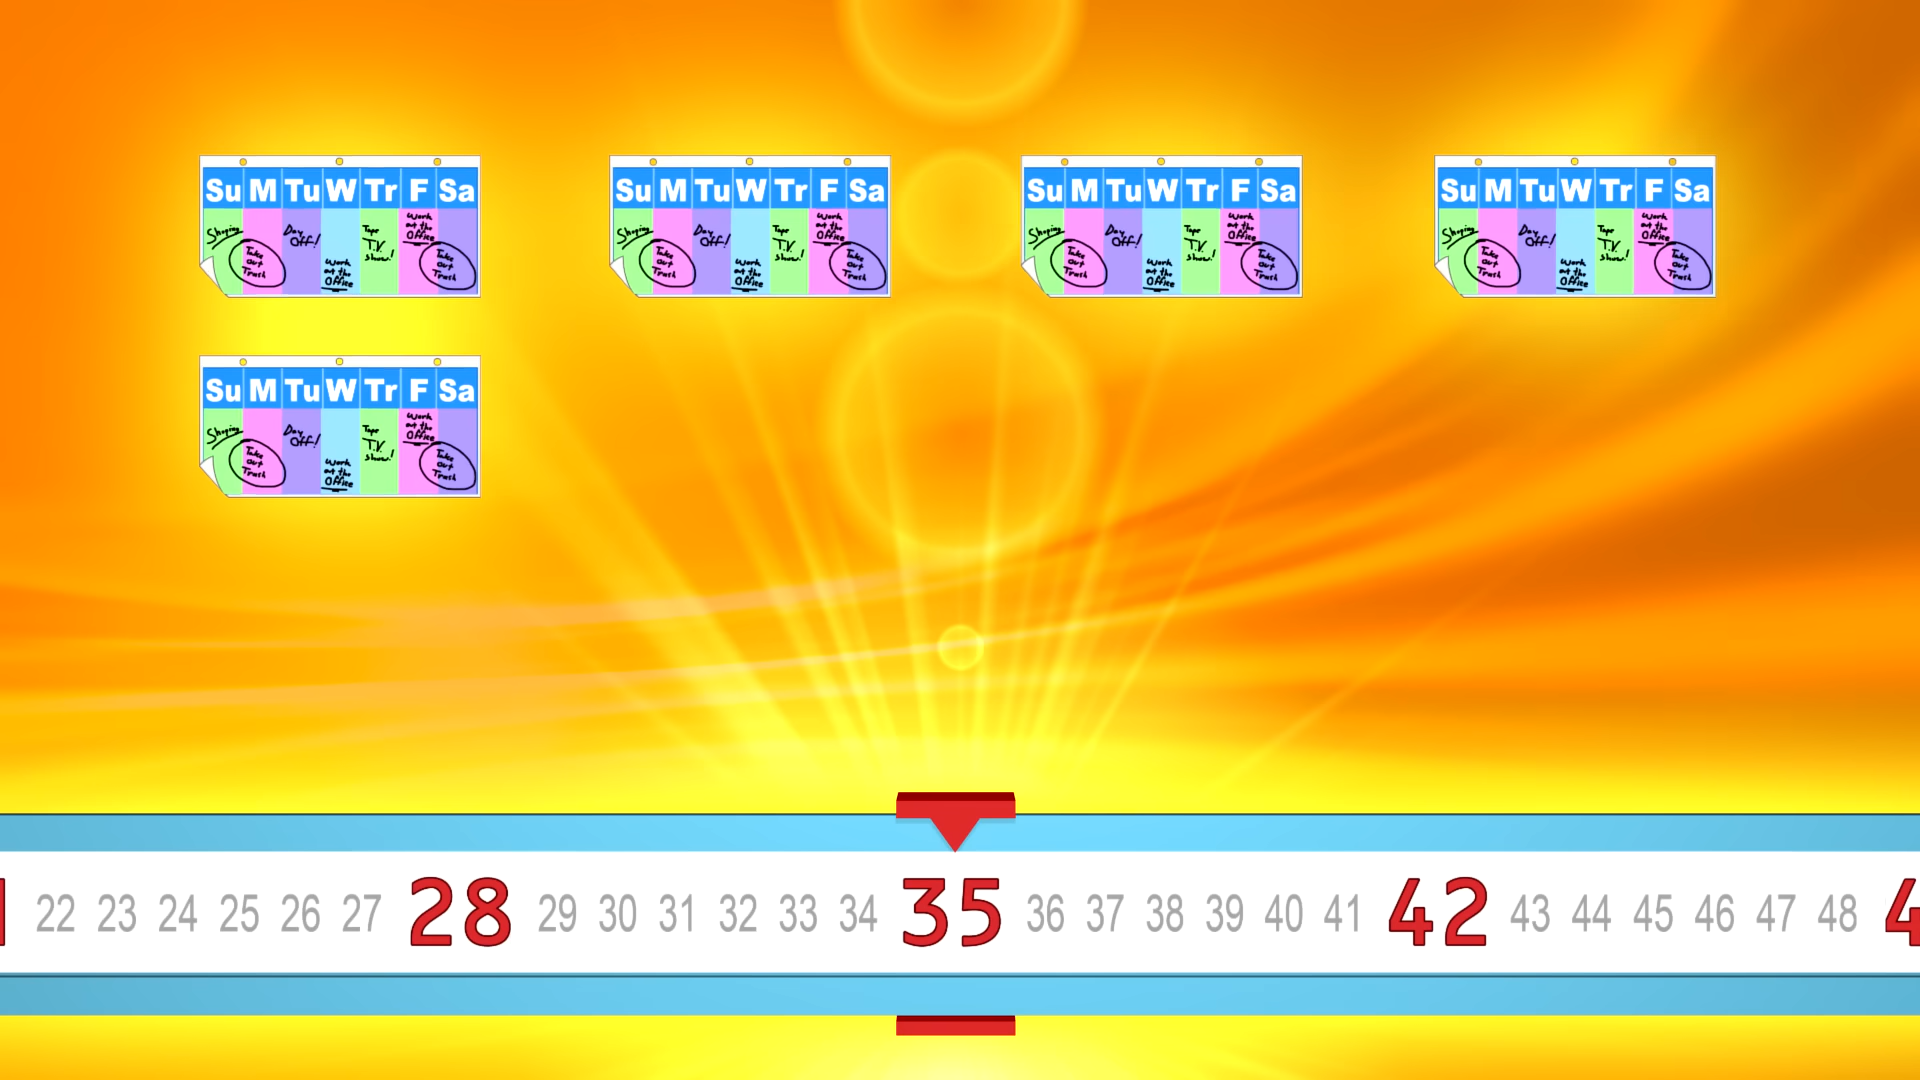 Su M Tu W Tr F Sa
Shoping
Take
out
Trash
Day
Off!
Work
at the
Office
Tape
T.V.
show!
Work
at the
Office
Take
out
Trash
Su M Tu W Tr F Sa
Shoping
Take
out
Trash
Day
Off!
Work
at the
Office
Tape
T.V.
show!
Work
at the
Office
Take
out
Trash
Su M Tu W Tr F Sa
Shoping
Take
out
Trash
Day
Off!
Work
at the
Office
Tape
T.V.
show!
Work
at the
Office
Take
out
Trash
Su M Tu W Tr F Sa
Shoping
Take
out
Trash
Day
Off!
Work
at the
Office
Tape
T.V.
show!
Work
at the
Office
Take
out
Trash
Su M Tu W Tr F Sa
Shoping
Take
out
Trash
Day
Off!
Work
at the
Office
Tape
T.V.
show!
Work
at the
Office
Take
out
Trash
22 23 24 25 26 27 28 29 30 31 32 33 34 35 36 37 38 39 40 41 42 43 44 45 46 47 48 4